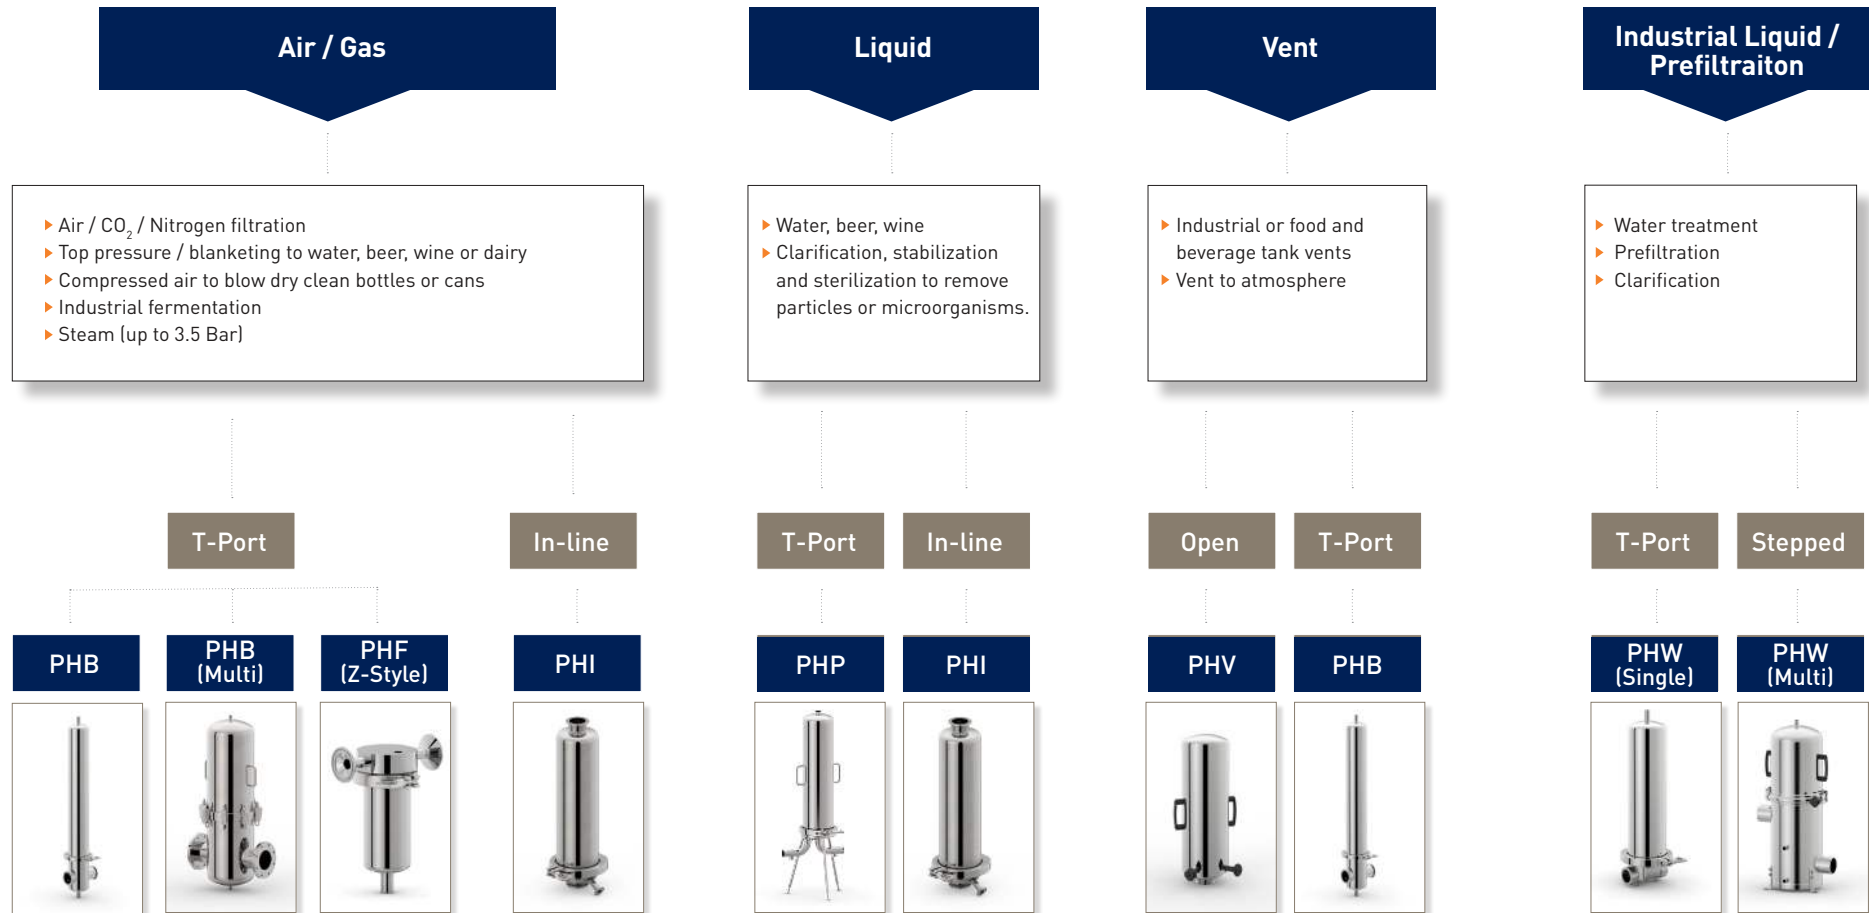 Air / Gas
Air / CO₂ / Nitrogen filtration
Top pressure / blanketing to water, beer, wine or dairy
Compressed air to blow dry clean bottles or cans
Industrial fermentation
Steam (up to 3.5 Bar)
T-Port
In-line
PHB
PHB
(Multi)
PHF
(Z-Style)
PHI
Liquid
Water, beer, wine
Clarification, stabilization
and sterilization to remove
particles or microorganisms.
T-Port
In-line
PHP
PHI
Vent
Industrial or food and
beverage tank vents
Vent to atmosphere
Open
T-Port
PHV
PHB
Industrial Liquid /
Prefiltraiton
Water treatment
Prefiltration
Clarification
T-Port
Stepped
PHW
(Single)
PHW
(Multi)